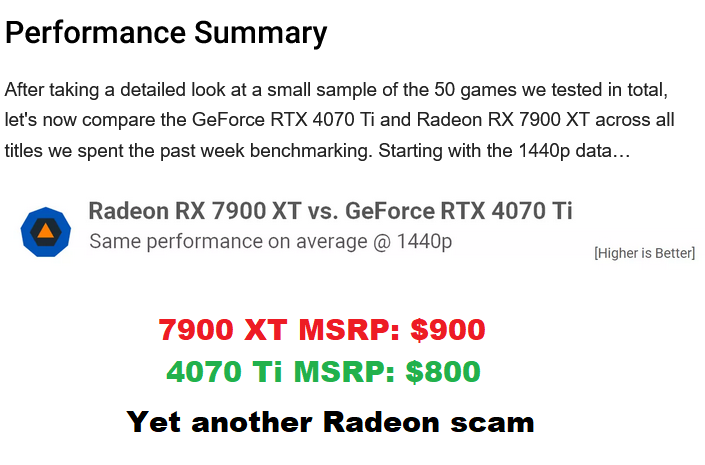 Performance Summary
After taking a detailed look at a small sample of the 50 games we tested in total,
let's now compare the GeForce RTX 4070 Ti and Radeon RX 7900 XT across all
titles we spent the past week benchmarking. Starting with the 1440p data…
Radeon RX 7900 XT vs. GeForce RTX 4070 Ti
Same performance on average @ 1440p
[Higher is Better]
7900 XT MSRP: $900
4070 Ti MSRP: $800
Yet another Radeon scam